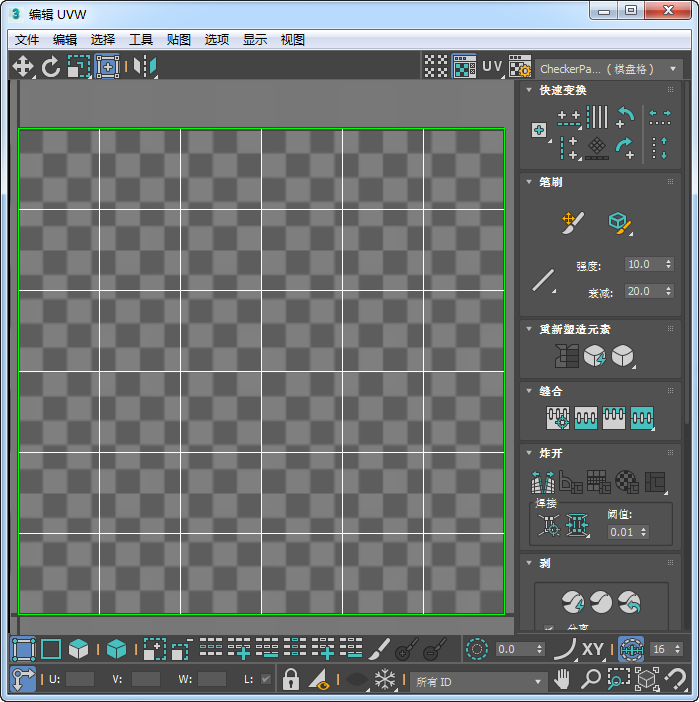 编辑 UVW
文件 编辑 选择 工具 贴图 选项 显示 视图
UV CheckerPa... ( 棋盘格 )
快速变换
笔刷
强度: 10.0
衰减: 20.0
重新塑造元素
缝合
炸开
焊接
阈值:
0.01
剥
分离
0.0 XY 16
U: V: W: L: 所有 ID